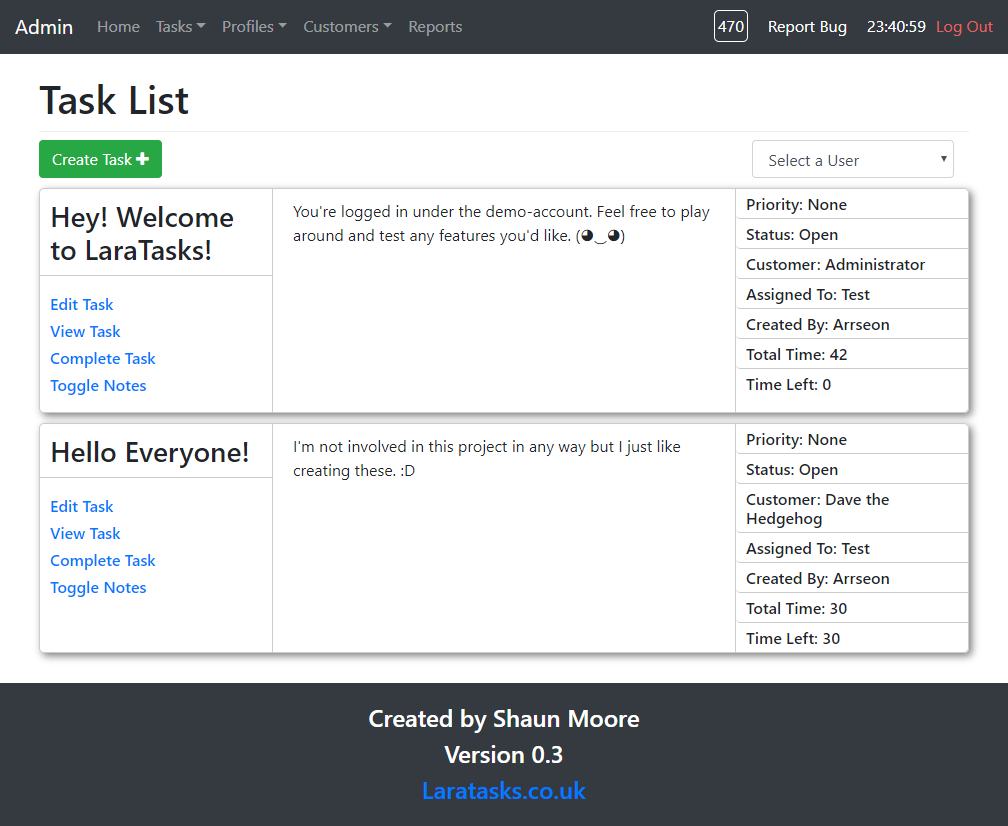 Admin Home Tasks Profiles Customers Reports 470 Report Bug 23:40:59 Log Out
Task List
Create Task
Select a User
Hey! Welcome
to LaraTasks!
Edit Task
View Task
Complete Task
Toggle Notes
You're logged in under the demo-account. Feel free to play
around and test any features you'd like. (◕‿◕)
Priority: None
Status: Open
Customer: Administrator
Assigned To: Test
Created By: Arrseon
Total Time: 42
Time Left: 0
Hello Everyone!
Edit Task
View Task
Complete Task
Toggle Notes
I'm not involved in this project in any way but I just like
creating these. :D
Priority: None
Status: Open
Customer: Dave the
Hedgehog
Assigned To: Test
Created By: Arrseon
Total Time: 30
Time Left: 30
Created by Shaun Moore
Version 0.3
Laratasks.co.uk